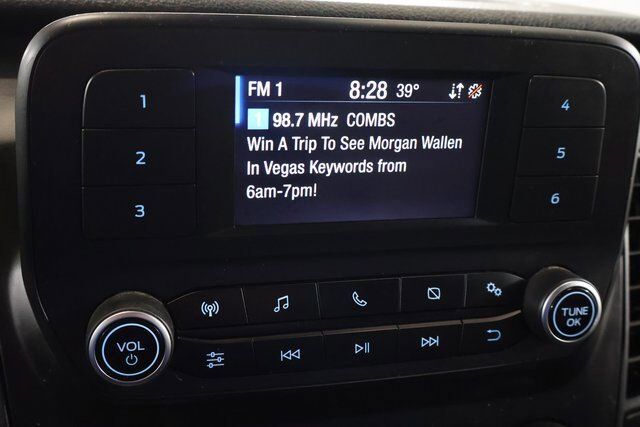 FM 1 8:28 39°
1 98.7 MHz COMBS
Win A Trip To See Morgan Wallen
In Vegas Keywords from
6am-7pm!
1
2
3
4
5
6
VOL
TUNE
OK